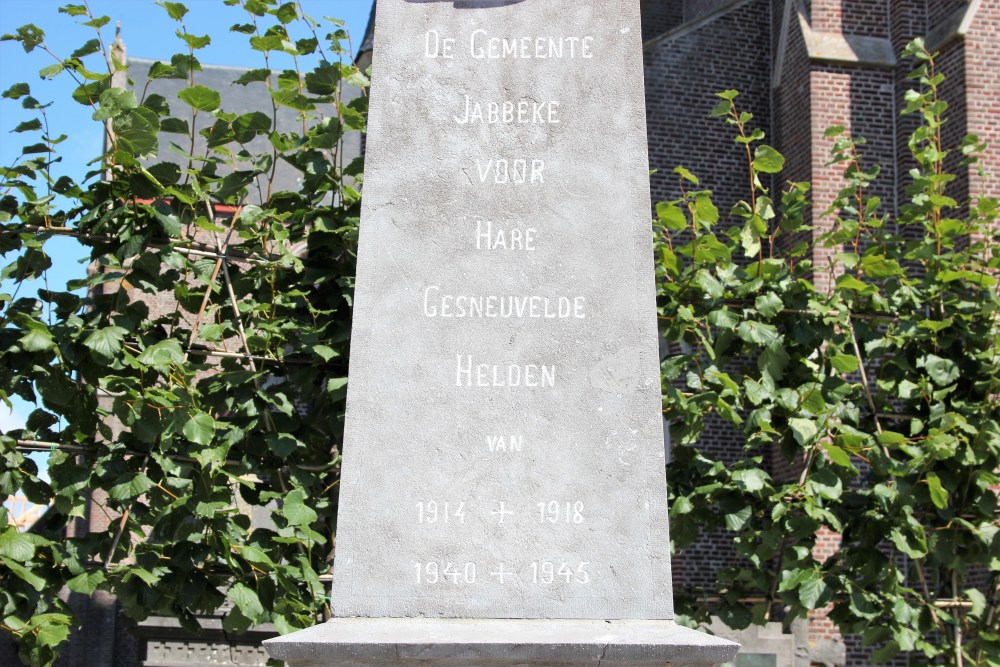 De Gemeente
Jabbeke
voor
Hare
Gesneuvelde
Helden
van
1914 + 1918
1940 + 1945